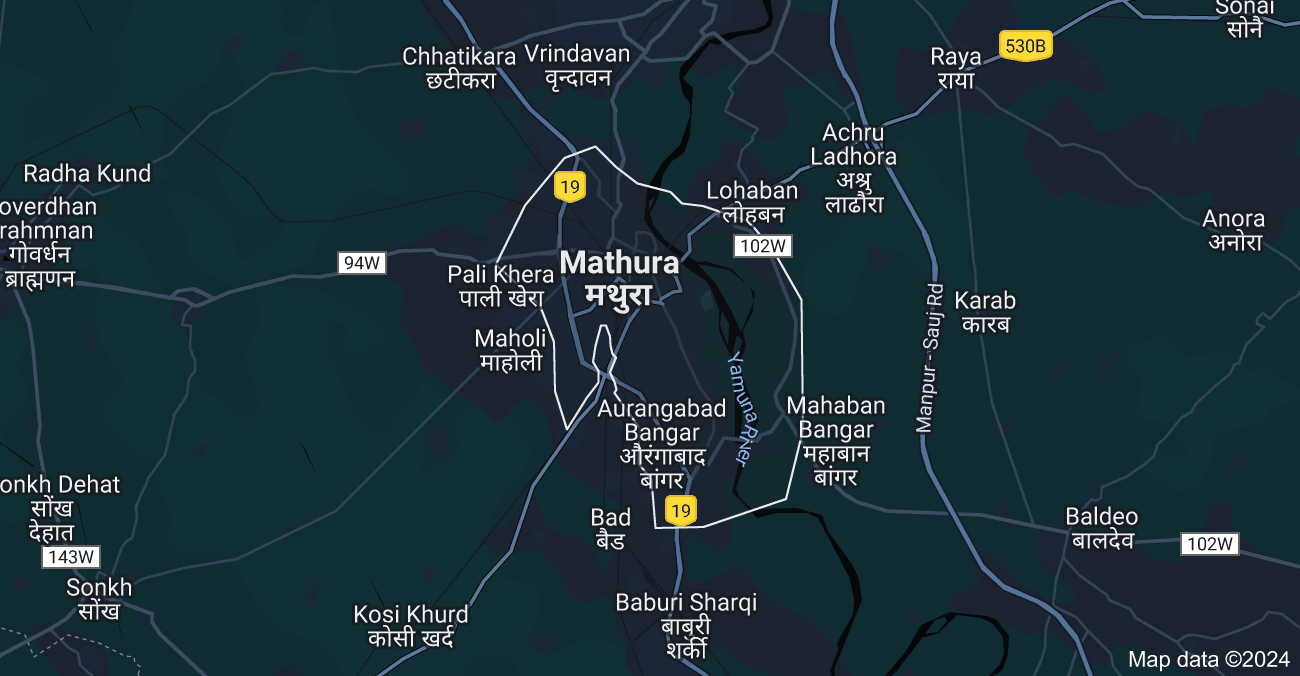 Sonai
सोनै
Chhatikara
छटीकरा
Vrindavan
वृन्दावन
530B
Raya
राया
Achru
Ladhora
अश्रु
लाढौरा
Radha Kund
overdhan
rahmnan
गोवर्धन
ब्राह्मणन
19
Lohaban
लोहबन
102W
Anora
अनोरा
94W
Mathura
मथुरा
Pali Khera
पाली खेरा
Karab
कारब
Manpur - Sauj Rd
Maholi
माहोली
Yamuna River
Aurangabad
Bangar
औरंगाबाद
बांगर
Mahaban
Bangar
महाबान
बांगर
onkh Dehat
सोंख
देहात
143W
19
Bad
बैड
Baldeo
बालदेव
102W
Sonkh
सोंख
Kosi Khurd
कोसी खर्द
Baburi Sharqi
बाबुरी
शर्की
Map data ©2024